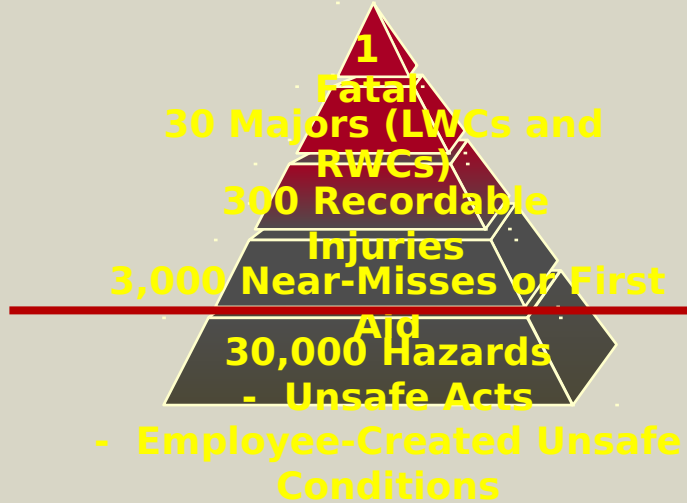 1
Fatal
30 Majors (LWCs and
RWCs)
300 Recordable
Injuries
3,000 Near-Misses or First
Aid
30,000 Hazards
- Unsafe Acts
- Employee-Created Unsafe
Conditions